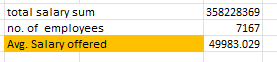 total salary sum 358228369
no. of employees 7167
Avg. Salary offered 49983.029